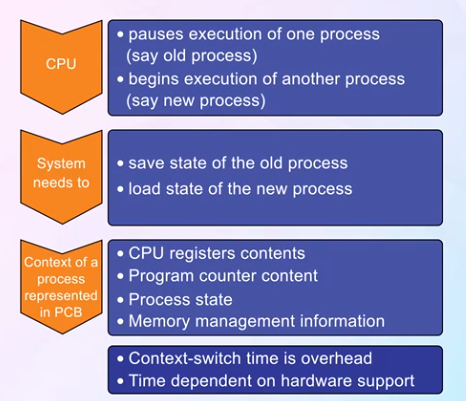 CPU
• pauses execution of one process
(say old process)
• begins execution of another process
(say new process)
System
needs to
• save state of the old process
• load state of the new process
Context of a
process
represented
in PCB
• CPU registers contents
• Program counter content
• Process state
• Memory management information
• Context-switch time is overhead
• Time dependent on hardware support